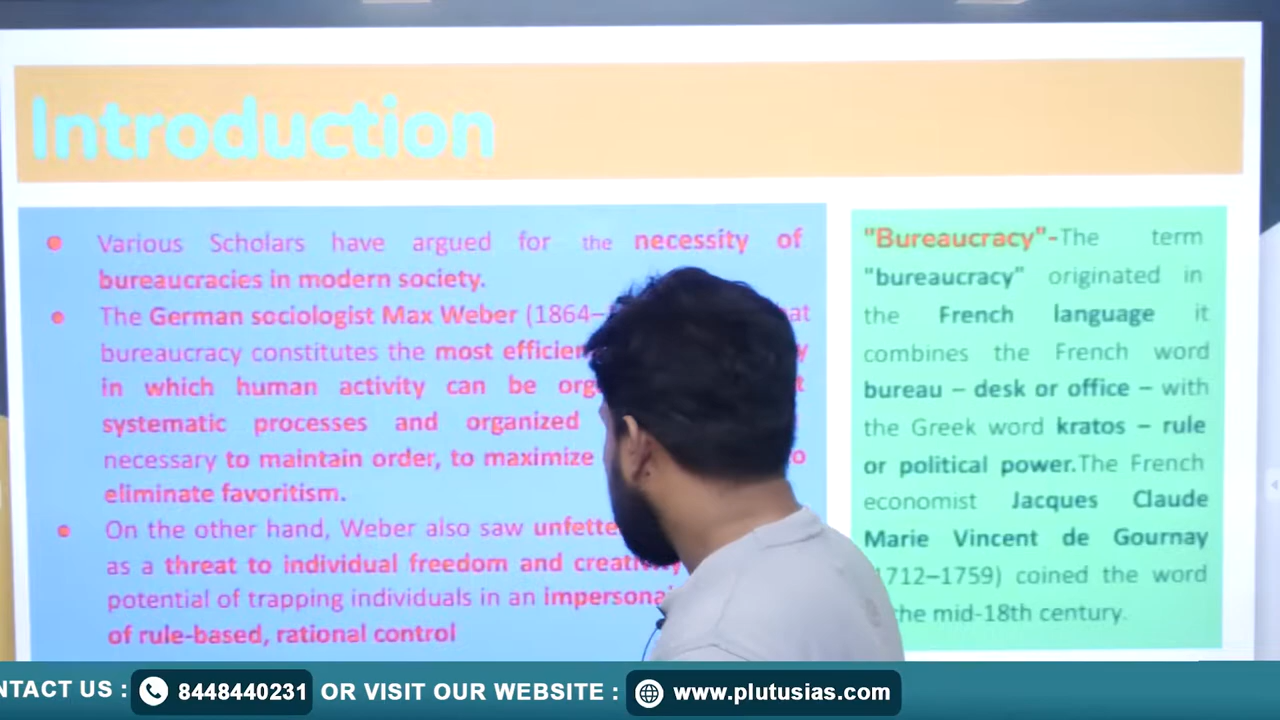 Introduction
Various Scholars have argued for the necessity of
bureaucracies in modern society.
The German sociologist Max Weber (1864–
bureaucracy constitutes the most
in which human activity can be
systematic processes and organized
necessary to maintain order, to maximize
eliminate favoritism.
On the other hand, Weber also saw
as a threat to individual freedom and
potential of trapping individuals in an
of rule-based, rational control
"Bureaucracy"-The term
"bureaucracy" originated in
the French language it
combines the French word
bureau – desk or office – with
the Greek word kratos – rule
or political power.The French
economist Jacques Claude
Marie Vincent de Gournay
1712–1759) coined the word
the mid-18th century.
NTACT US : 8448440231 OR VISIT OUR WEBSITE : www.plutusias.com